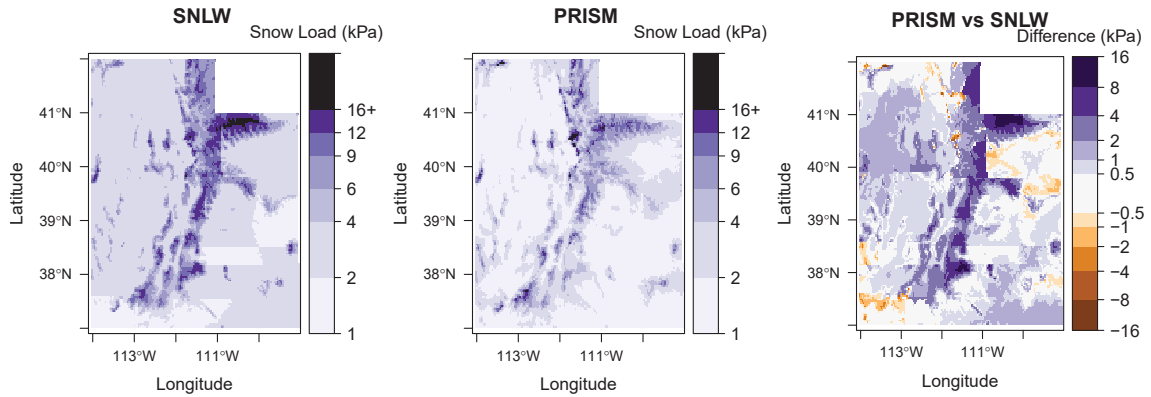 SNLW
Snow Load (kPa)
16+
12
9
6
4
2
1
41°N
40°N
39°N
38°N
Latitude
113°W
111°W
Longitude
PRISM
Snow Load (kPa)
16+
12
9
6
4
2
1
41°N
40°N
39°N
38°N
Latitude
113°W
111°W
Longitude
PRISM vs SNLW
Difference (kPa)
16
8
4
2
1
0.5
−0.5
−1
−2
−4
−8
−16
41°N
40°N
39°N
38°N
Latitude
113°W
111°W
Longitude